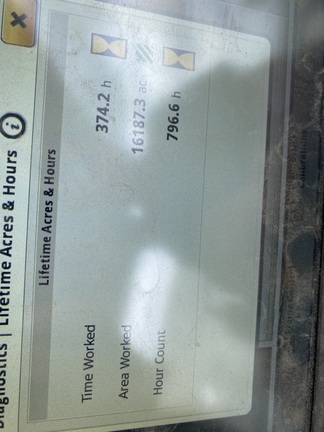 Diagnostics | Lifetime Acres & Hours
Lifetime Acres & Hours
Time Worked 374.2 h
Area Worked 16187.3 ac
Hour Count 796.6 h